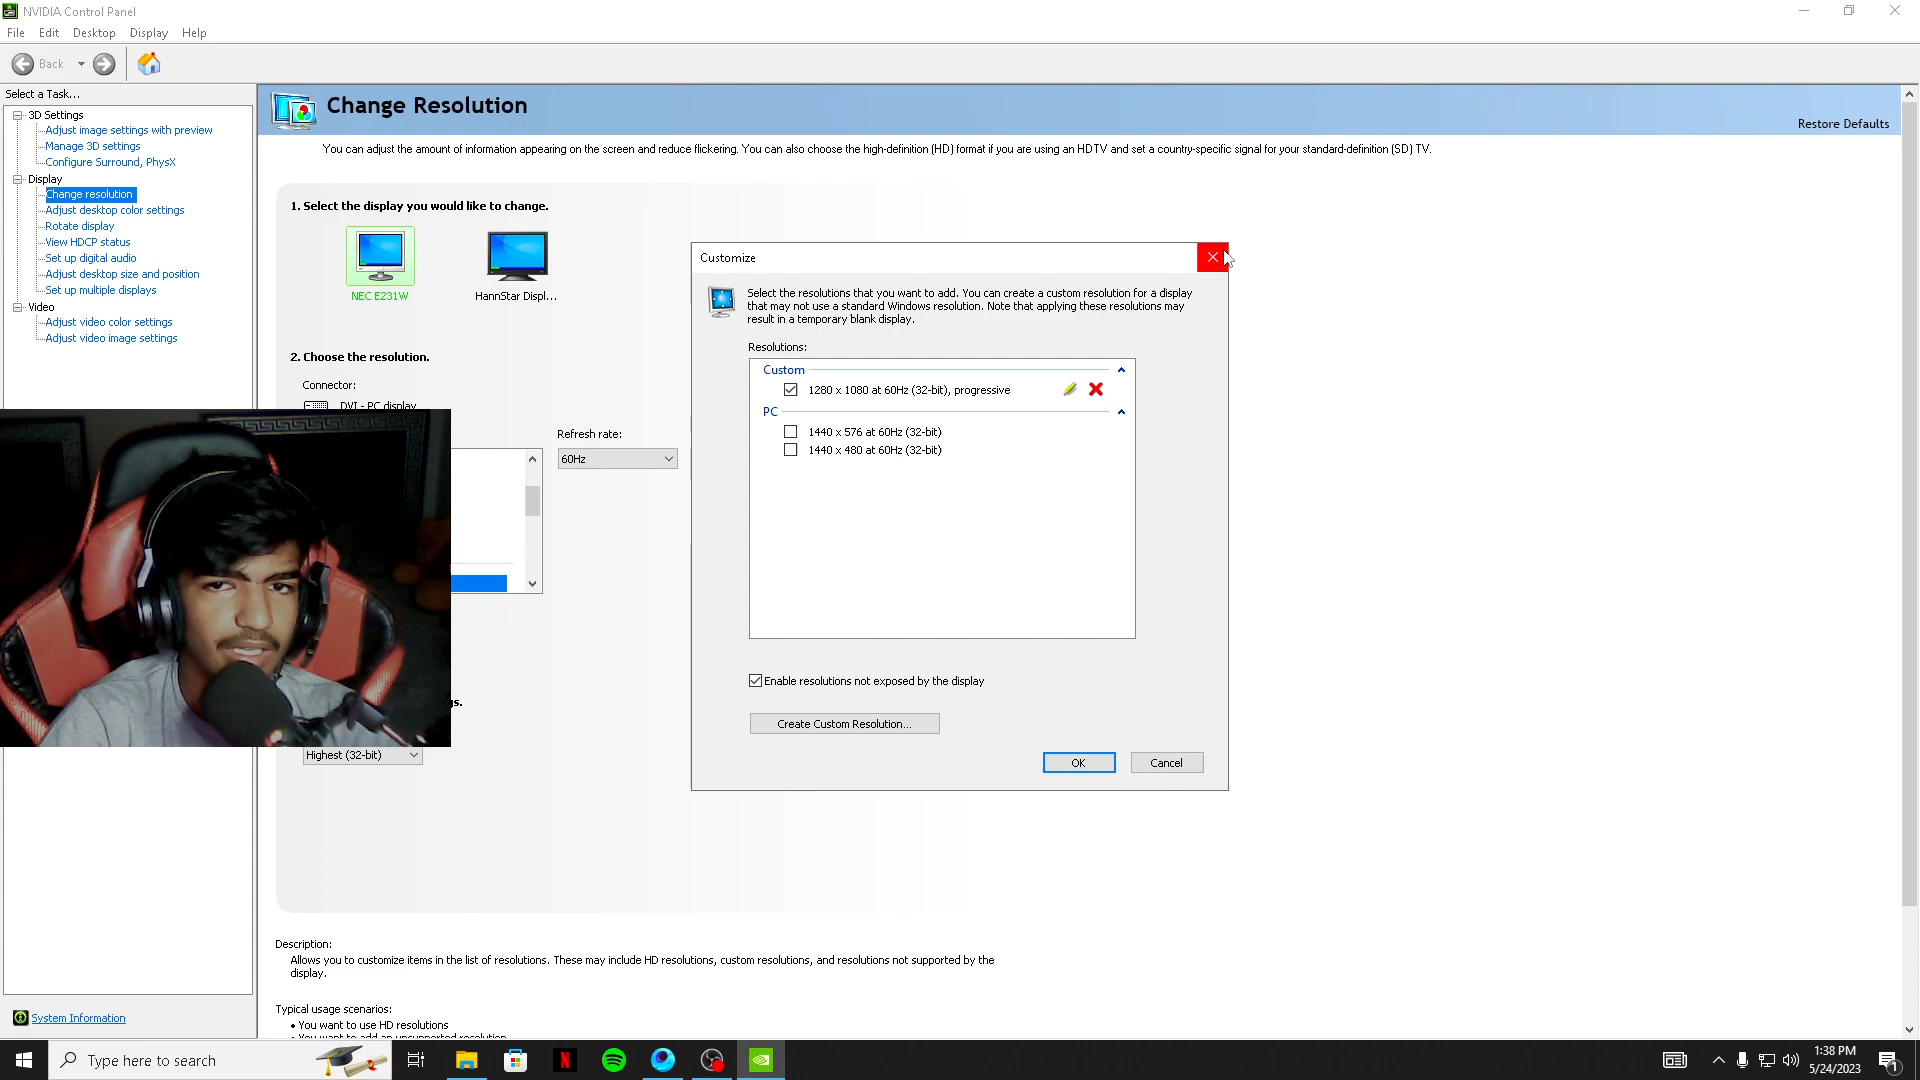 NVIDIA Control Panel
File Edit Desktop Display Help
Back
Select a Task...
3D Settings
Adjust image settings with preview
Manage 3D settings
Configure Surround, PhysX
Display
Change resolution
Adjust desktop color settings
Rotate display
View HDCP status
Set up digital audio
Adjust desktop size and position
Set up multiple displays
Video
Adjust video color settings
Adjust video image settings
System Information
Change Resolution
Restore Defaults
You can adjust the amount of information appearing on the screen and reduce flickering. You can also choose the high-definition (HD) format if you are using an HDTV and set a country-specific signal for your standard-definition (SD) TV.
1. Select the display you would like to change.
NEC E231W
HannStar Displ...
2. Choose the resolution.
Connector:
DVI - PC display
Refresh rate:
60Hz
gs.
Highest (32-bit)
Customize
Select the resolutions that you want to add. You can create a custom resolution for a display
that may not use a standard Windows resolution. Note that applying these resolutions may
result in a temporary blank display.
Resolutions:
Custom
1280 x 1080 at 60Hz (32-bit), progressive
PC
1440 x 576 at 60Hz (32-bit)
1440 x 480 at 60Hz (32-bit)
Enable resolutions not exposed by the display
Create Custom Resolution...
OK
Cancel
Description:
Allows you to customize items in the list of resolutions. These may include HD resolutions, custom resolutions, and resolutions not supported by the
display.
Typical usage scenarios:
• You want to use HD resolutions
• You want to add an unsupported resolution
Type here to search
N
1:38 PM
5/24/2023
1